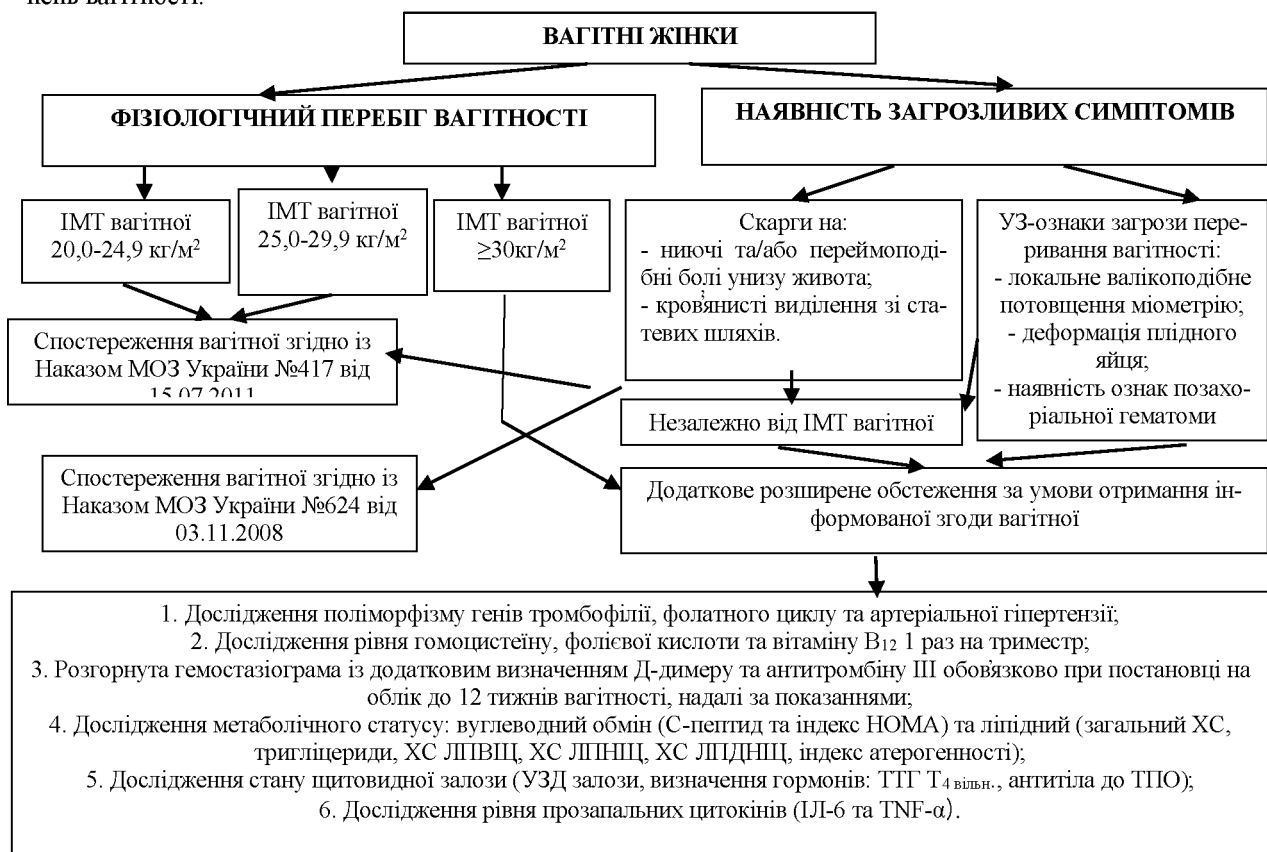 ВАГІТНІ ЖІНКИ
ФІЗІОЛОГІЧНИЙ ПЕРЕБІГ ВАГІТНОСТІ
НАЯВНІСТЬ ЗАГРОЗЛИВИХ СИМПТОМІВ
ІМТ вагітної
20,0-24,9 кг/м²
ІМТ вагітної
25,0-29,9 кг/м²
ІМТ вагітної
≥30кг/м²
Скарги на:
- ниючі та/або переймоподі-
бні болі унизу живота;
- кров'янисті виділення зі ста-
тевих шляхів.
УЗ-ознаки загрози пере-
ривання вагітності:
- локальне валікоподібне
потовщення міометрію;
- деформація плідного
яйця;
- наявність ознак позахо-
ріальної гематоми
Спостереження вагітної згідно із
Наказом МОЗ України №417 від
15.07.2011
Незалежно від ІМТ вагітної
Спостереження вагітної згідно із
Наказом МОЗ України №624 від
03.11.2008
Додаткове розширене обстеження за умови отримання ін-
формованої згоди вагітної
1. Дослідження поліморфізму генів тромбофілії, фолатного циклу та артеріальної гіпертензії;
2. Дослідження рівня гомоцистеїну, фолієвої кислоти та вітаміну В₁₂ 1 раз на триместр;
3. Розгорнута гемостазіограма із додатковим визначенням Д-димеру та антитромбіну ІІІ обов'язково при постановці на
облік до 12 тижнів вагітності, надалі за показаннями;
4. Дослідження метаболічного статусу: вуглеводний обмін (С-пептид та індекс НОМА) та ліпідний (загальний ХС,
тригліцериди, ХС ЛПВЩ, ХС ЛПНЩ, ХС ЛПДНЩ, індекс атерогенності);
5. Дослідження стану щитовидної залози (УЗД залози, визначення гормонів: ТТГ Т₄ вільн., антитіла до ТПО);
6. Дослідження рівня прозапальних цитокінів (ІЛ-6 та TNF-α).